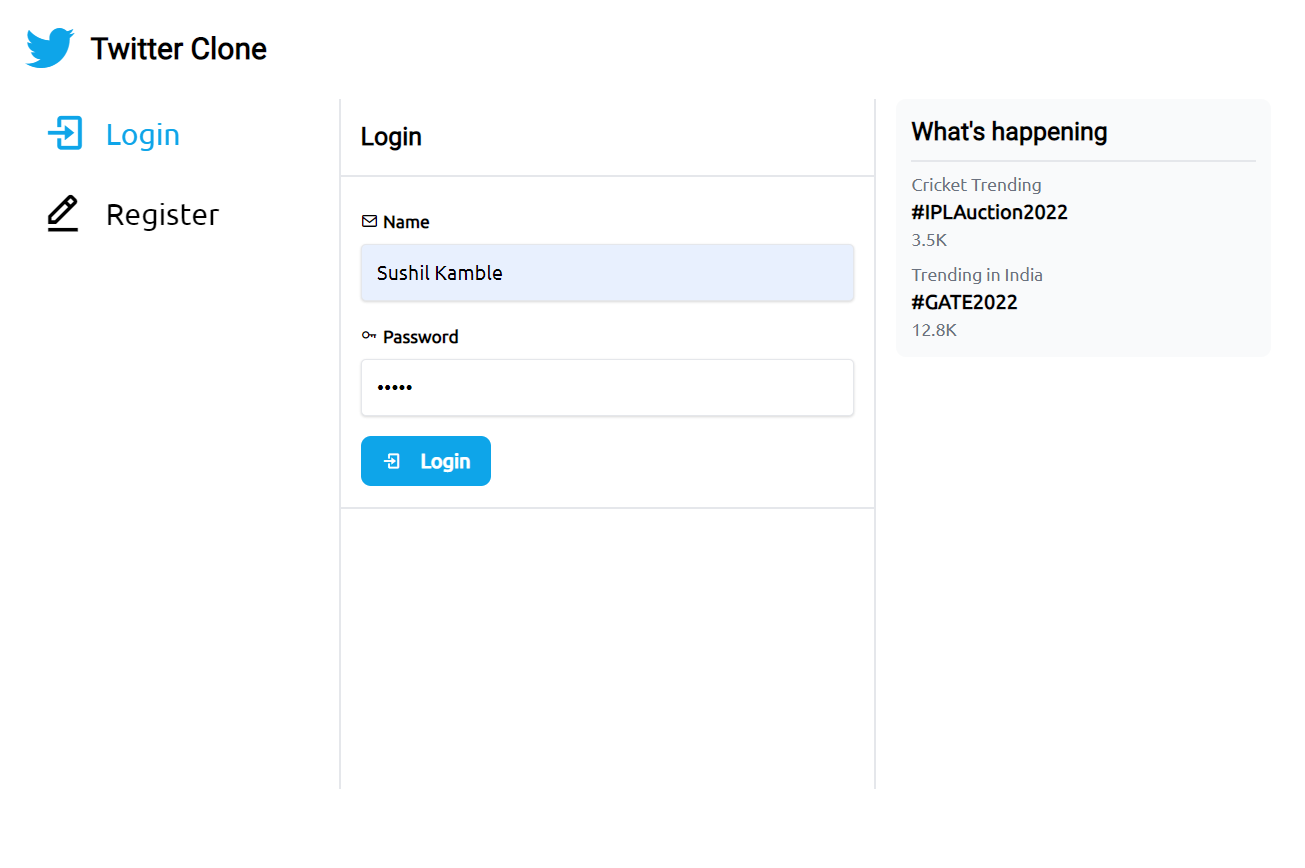 Twitter Clone
Login
Register
Login
Name
Sushil Kamble
Password
•••••
Login
What's happening
Cricket Trending
#IPLAuction2022
3.5K
Trending in India
#GATE2022
12.8K